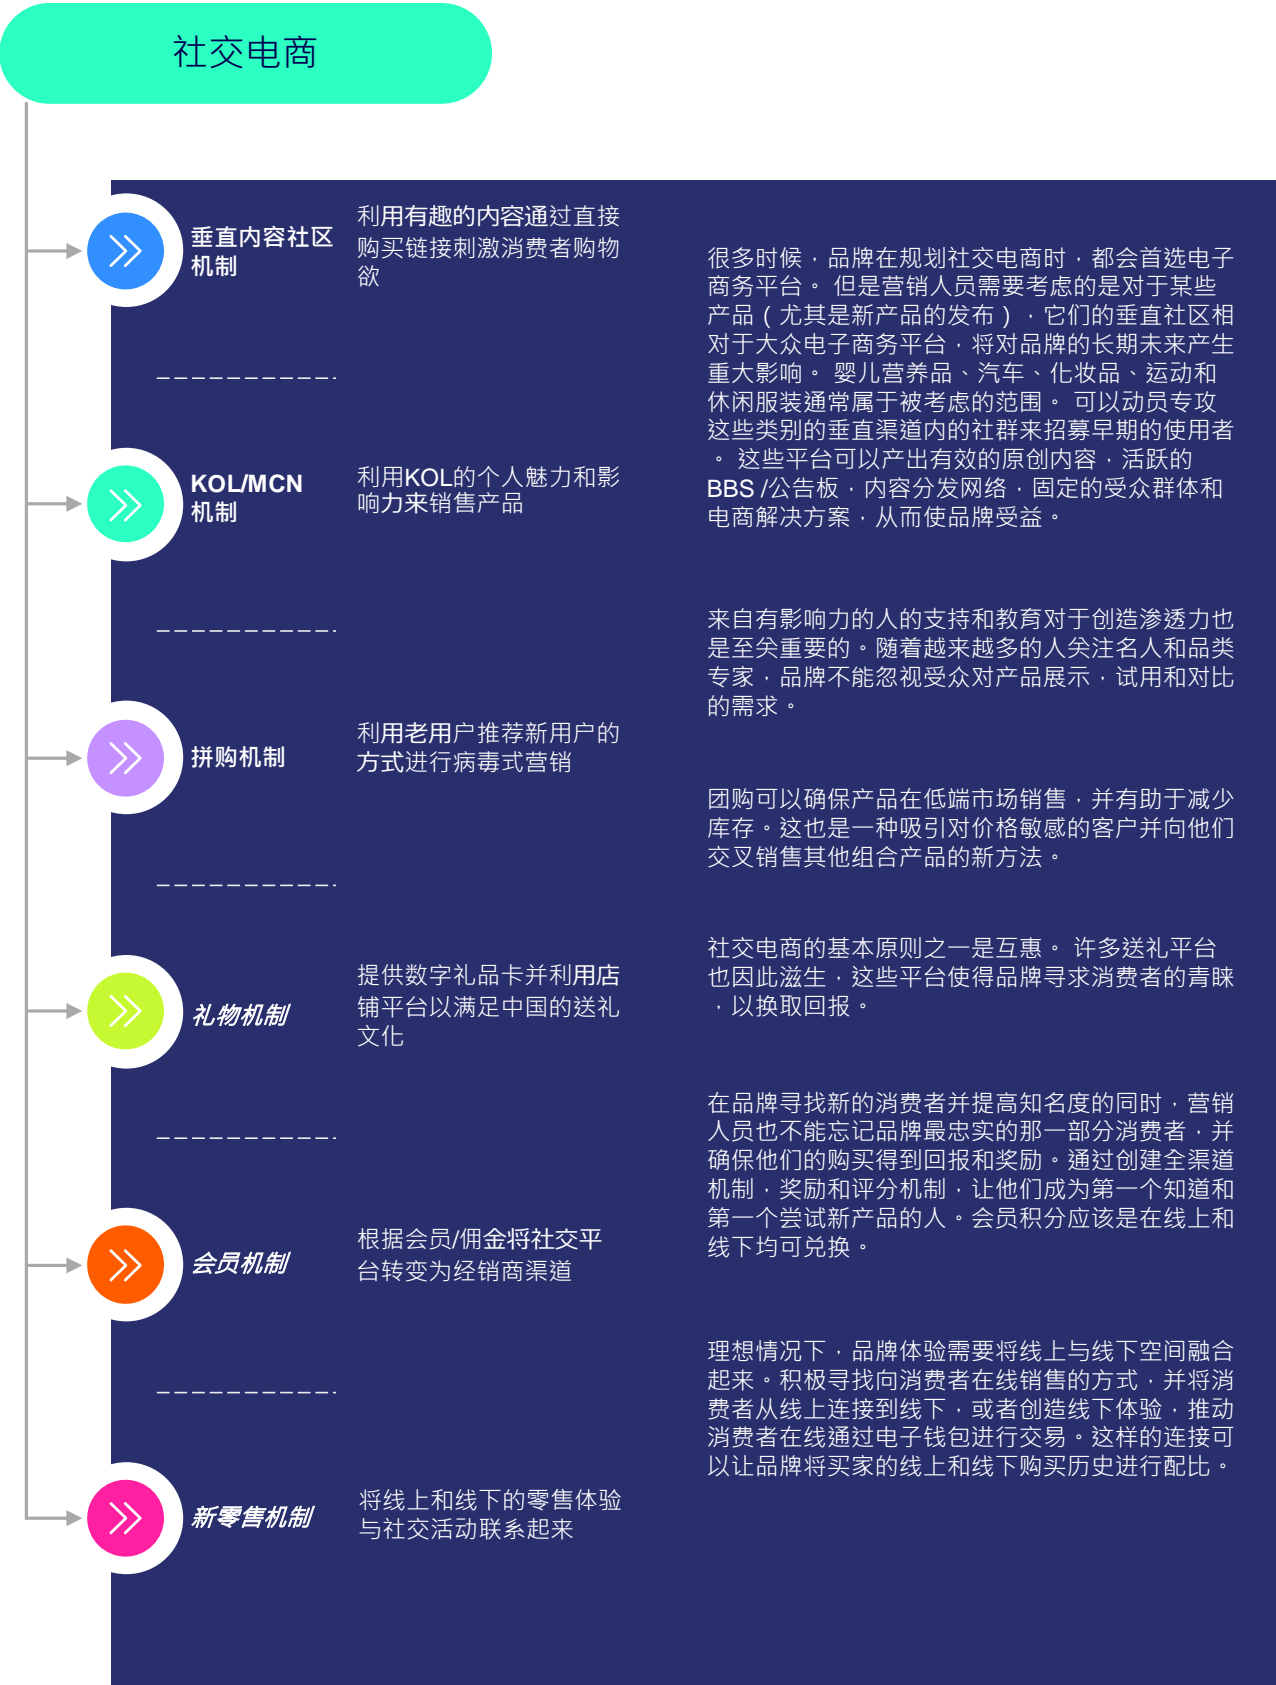 社交电商
垂直内容社区
机制
利用有趣的内容通过直接
购买链接刺激消费者购物
欲
很多时候，品牌在规划社交电商时，都会首选电子
商务平台。 但是营销人员需要考虑的是对于某些
产品（尤其是新产品的发布），它们的垂直社区相
对于大众电子商务平台，将对品牌的长期未来产生
重大影响。 婴儿营养品、汽车、化妆品、运动和
休闲服装通常属于被考虑的范围。 可以动员专攻
这些类别的垂直渠道内的社群来招募早期的使用者
。 这些平台可以产出有效的原创内容，活跃的
BBS /公告板，内容分发网络，固定的受众群体和
电商解决方案，从而使品牌受益。
KOL/MCN
机制
利用KOL的个人魅力和影
响力来销售产品
来自有影响力的人的支持和教育对于创造渗透力也
是至关重要的。随着越来越多的人关注名人和品类
专家，品牌不能忽视受众对产品展示，试用和对比
的需求。
拼购机制
利用老用户推荐新用户的
方式进行病毒式营销
团购可以确保产品在低端市场销售，并有助于减少
库存。这也是一种吸引对价格敏感的客户并向他们
交叉销售其他组合产品的新方法。
礼物机制
提供数字礼品卡并利用店
铺平台以满足中国的送礼
文化
社交电商的基本原则之一是互惠。 许多送礼平台
也因此滋生，这些平台使得品牌寻求消费者的青睐
，以换取回报。
会员机制
根据会员/佣金将社交平
台转变为经销商渠道
在品牌寻找新的消费者并提高知名度的同时，营销
人员也不能忘记品牌最忠实的那一部分消费者，并
确保他们的购买得到回报和奖励。通过创建全渠道
机制，奖励和评分机制，让他们成为第一个知道和
第一个尝试新产品的人。会员积分应该是在线上和
线下均可兑换。
新零售机制
将线上和线下的零售体验
与社交活动联系起来
理想情况下，品牌体验需要将线上与线下空间融合
起来。积极寻找向消费者在线销售的方式，并将消
费者从线上连接到线下，或者创造线下体验，推动
消费者在线通过电子钱包进行交易。这样的连接可
以让品牌将买家的线上和线下购买历史进行配比。